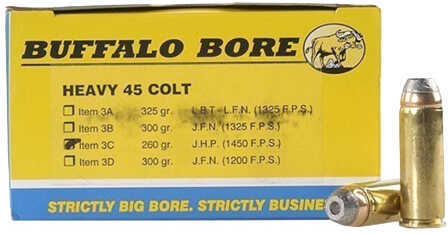 BUFFALO BORE
HEAVY 45 COLT
Item 3A 325 gr. L.B.T.-L.F.N. (1325 F.P.S.)
Item 3B 300 gr. J.F.N. (1325 F.P.S.)
Item 3C 260 gr. J.H.P. (1450 F.P.S.)
Item 3D 300 gr. J.F.N. (1200 F.P.S.)
STRICTLY BIG BORE. STRICTLY BUSINE